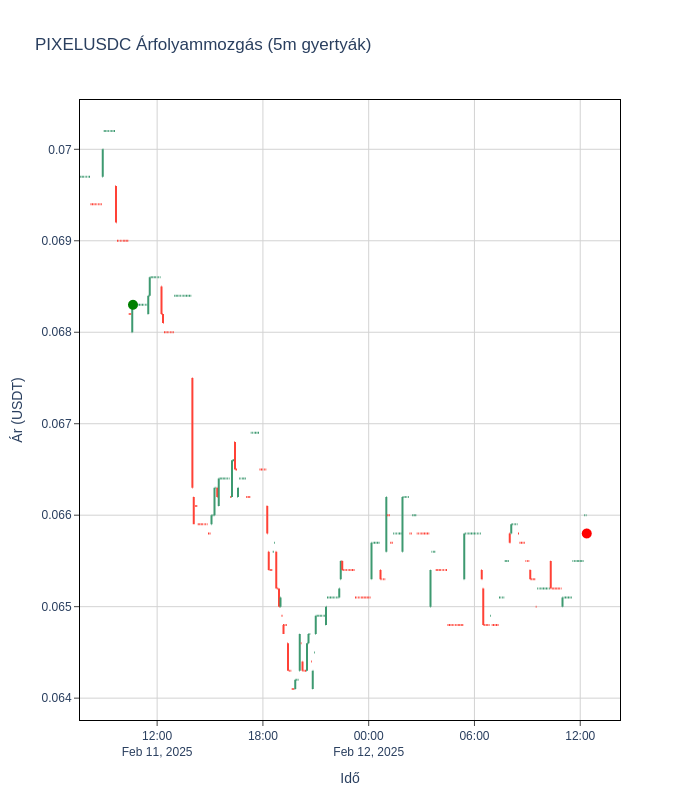 PIXELUSDC Árfolyammozgás (5m gyertyák)
0.07
0.069
0.068
0.067
0.066
0.065
0.064
Ár (USDT)
12:00
18:00
00:00
06:00
12:00
Feb 11, 2025
Feb 12, 2025
Idő